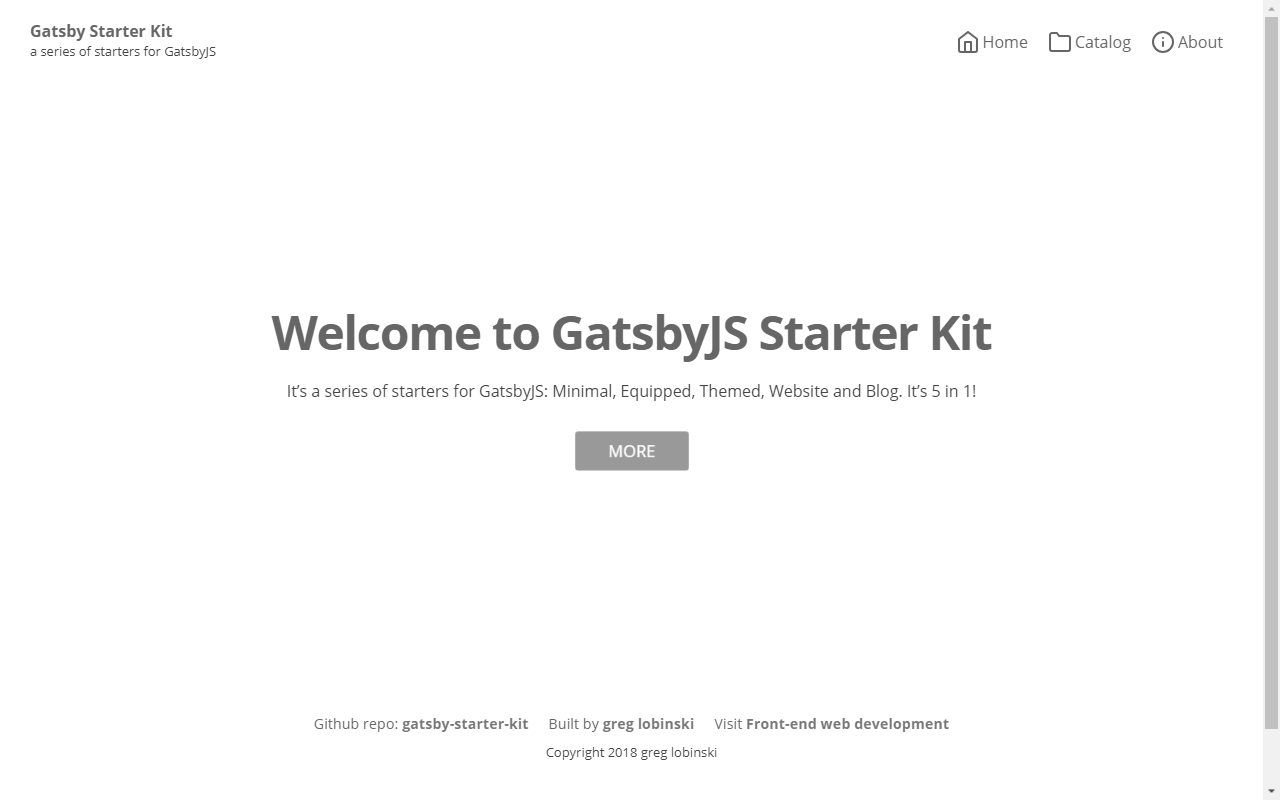 Gatsby Starter Kit
a series of starters for GatsbyJS
Home Catalog About
Welcome to GatsbyJS Starter Kit
It’s a series of starters for GatsbyJS: Minimal, Equipped, Themed, Website and Blog. It’s 5 in 1!
MORE
Github repo: gatsby-starter-kit Built by greg lobinski Visit Front-end web development
Copyright 2018 greg lobinski